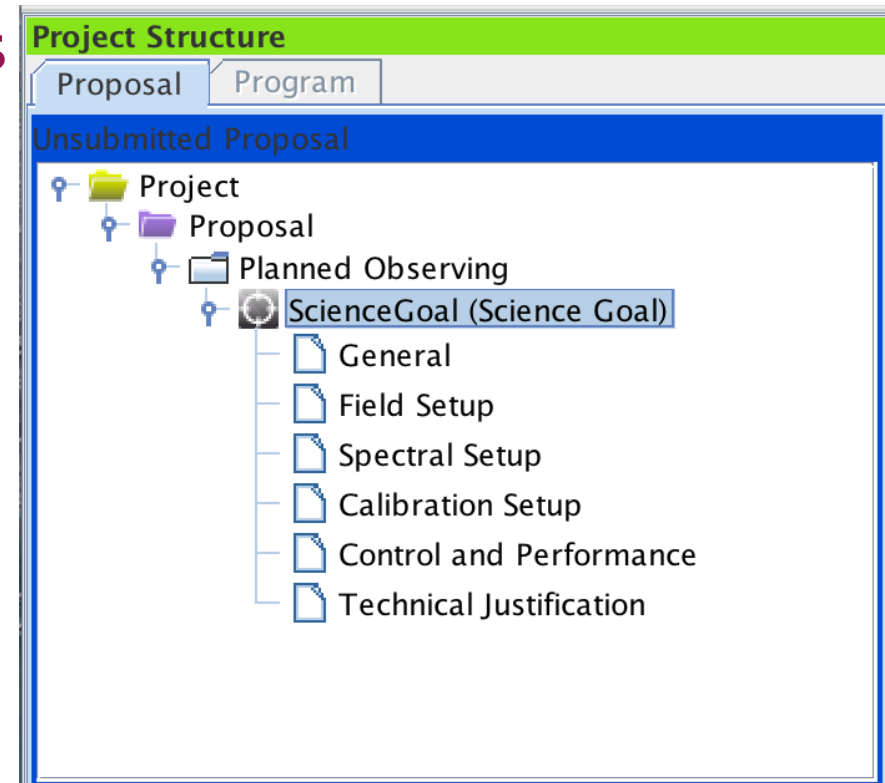 s
Project Structure
Proposal Program
Unsubmitted Proposal
Project
Proposal
Planned Observing
ScienceGoal (Science Goal)
General
Field Setup
Spectral Setup
Calibration Setup
Control and Performance
Technical Justification